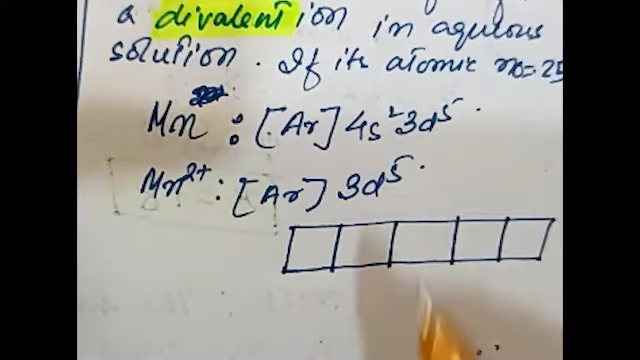 a divalent ion in aqueous
solution. If its atomic no = 25
Mn : [Ar] 4s² 3d⁵.
Mn²⁺ : [Ar] 3d⁵.